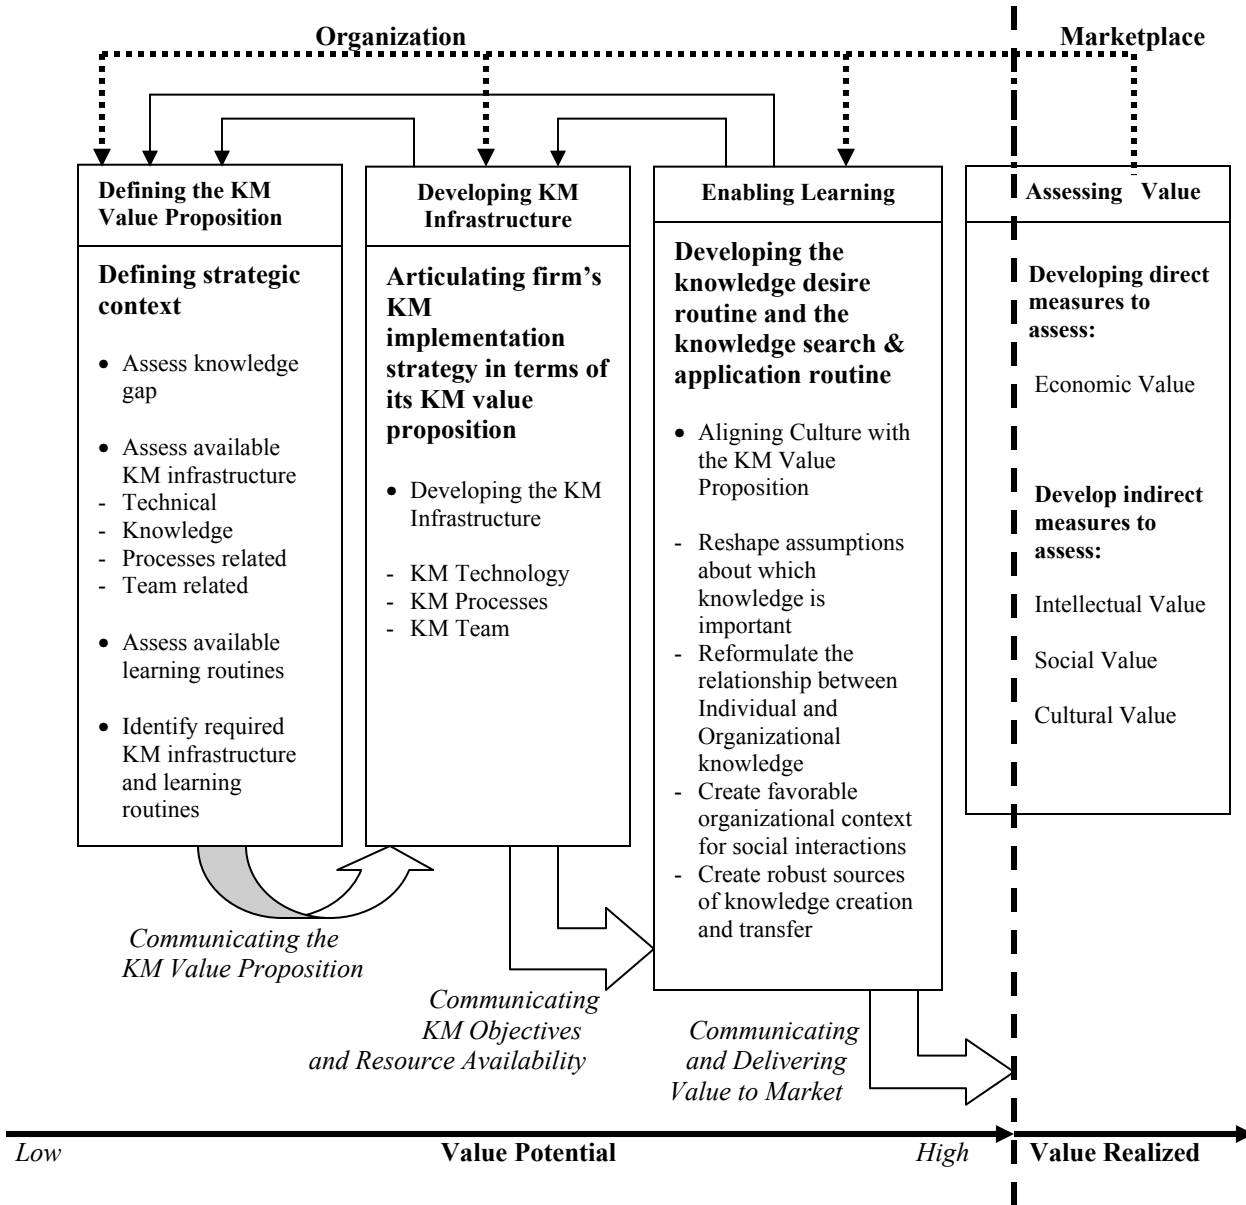 Organization
Marketplace
Defining the KM
Value Proposition
Defining strategic
context
• Assess knowledge
gap
• Assess available
KM infrastructure
- Technical
- Knowledge
- Processes related
- Team related
• Assess available
learning routines
• Identify required
KM infrastructure
and learning
routines
Developing KM
Infrastructure
Articulating firm’s
KM
implementation
strategy in terms of
its KM value
proposition
• Developing the KM
Infrastructure
- KM Technology
- KM Processes
- KM Team
Enabling Learning
Developing the
knowledge desire
routine and the
knowledge search &
application routine
• Aligning Culture with
the KM Value
Proposition
- Reshape assumptions
about which
knowledge is
important
- Reformulate the
relationship between
Individual and
Organizational
knowledge
- Create favorable
organizational context
for social interactions
- Create robust sources
of knowledge creation
and transfer
Assessing Value
Developing direct
measures to
assess:
Economic Value
Develop indirect
measures to
assess:
Intellectual Value
Social Value
Cultural Value
Communicating the
KM Value Proposition
Communicating
KM Objectives
and Resource Availability
Communicating
and Delivering
Value to Market
Low
Value Potential
High
Value Realized